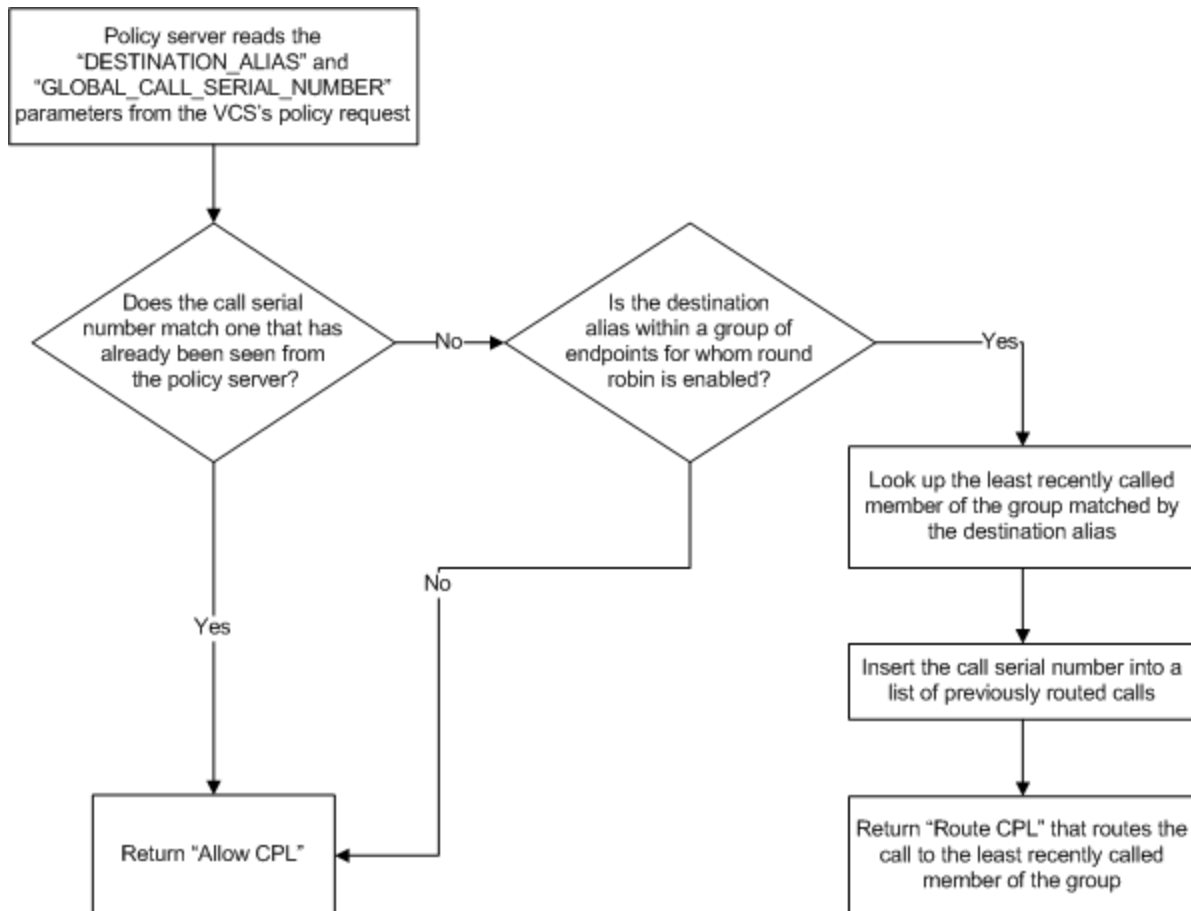 Policy server reads the
“DESTINATION_ALIAS” and
“GLOBAL_CALL_SERIAL_NUMBER”
parameters from the VCS’s policy request
Does the call serial
number match one that has
already been seen from
the policy server?
No
Is the destination
alias within a group of
endpoints for whom round
robin is enabled?
Yes
Look up the least recently called
member of the group matched by
the destination alias
No
Yes
Insert the call serial number into a
list of previously routed calls
Return “Allow CPL”
Return “Route CPL” that routes the
call to the least recently called
member of the group